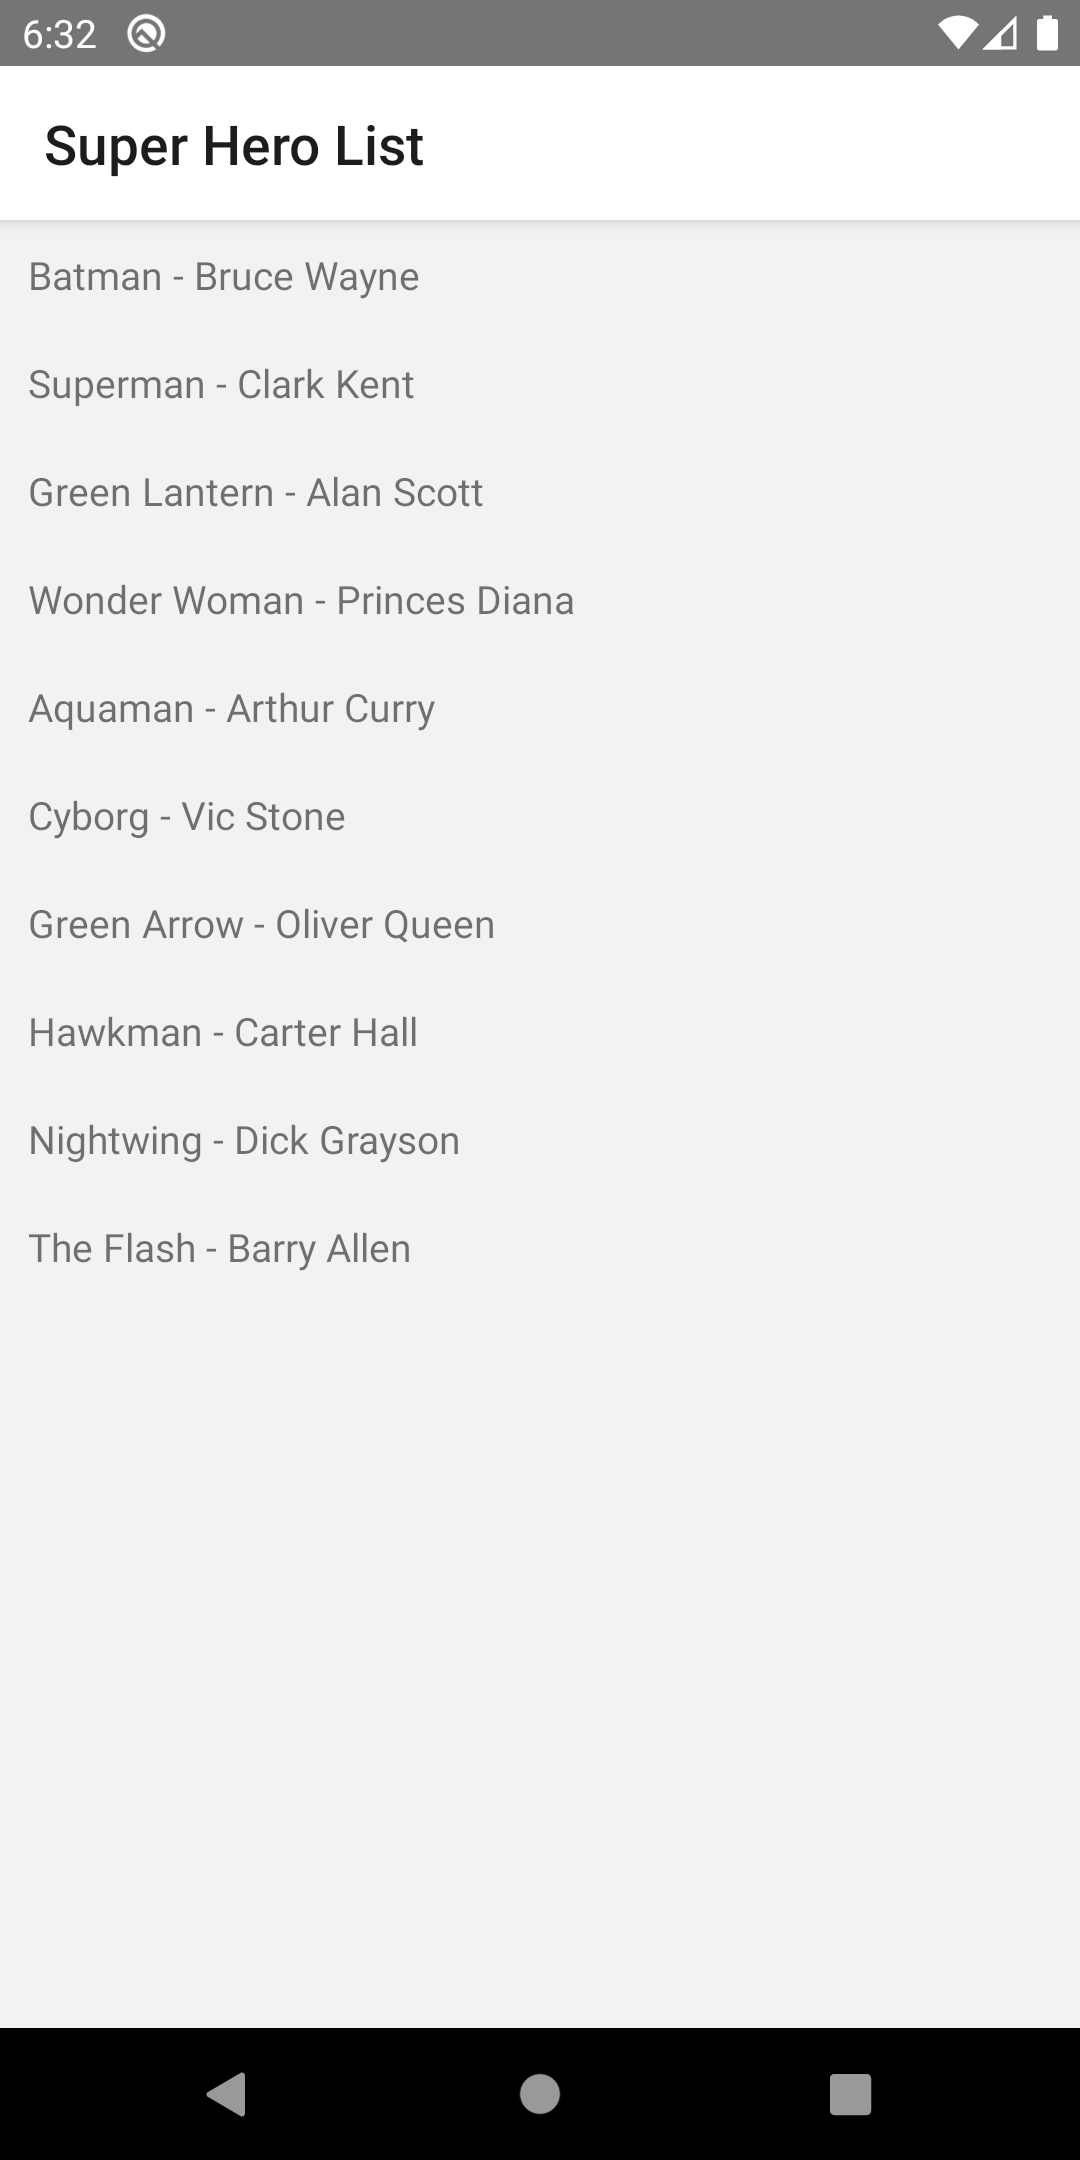 6:32
Super Hero List
Batman - Bruce Wayne
Superman - Clark Kent
Green Lantern - Alan Scott
Wonder Woman - Princes Diana
Aquaman - Arthur Curry
Cyborg - Vic Stone
Green Arrow - Oliver Queen
Hawkman - Carter Hall
Nightwing - Dick Grayson
The Flash - Barry Allen